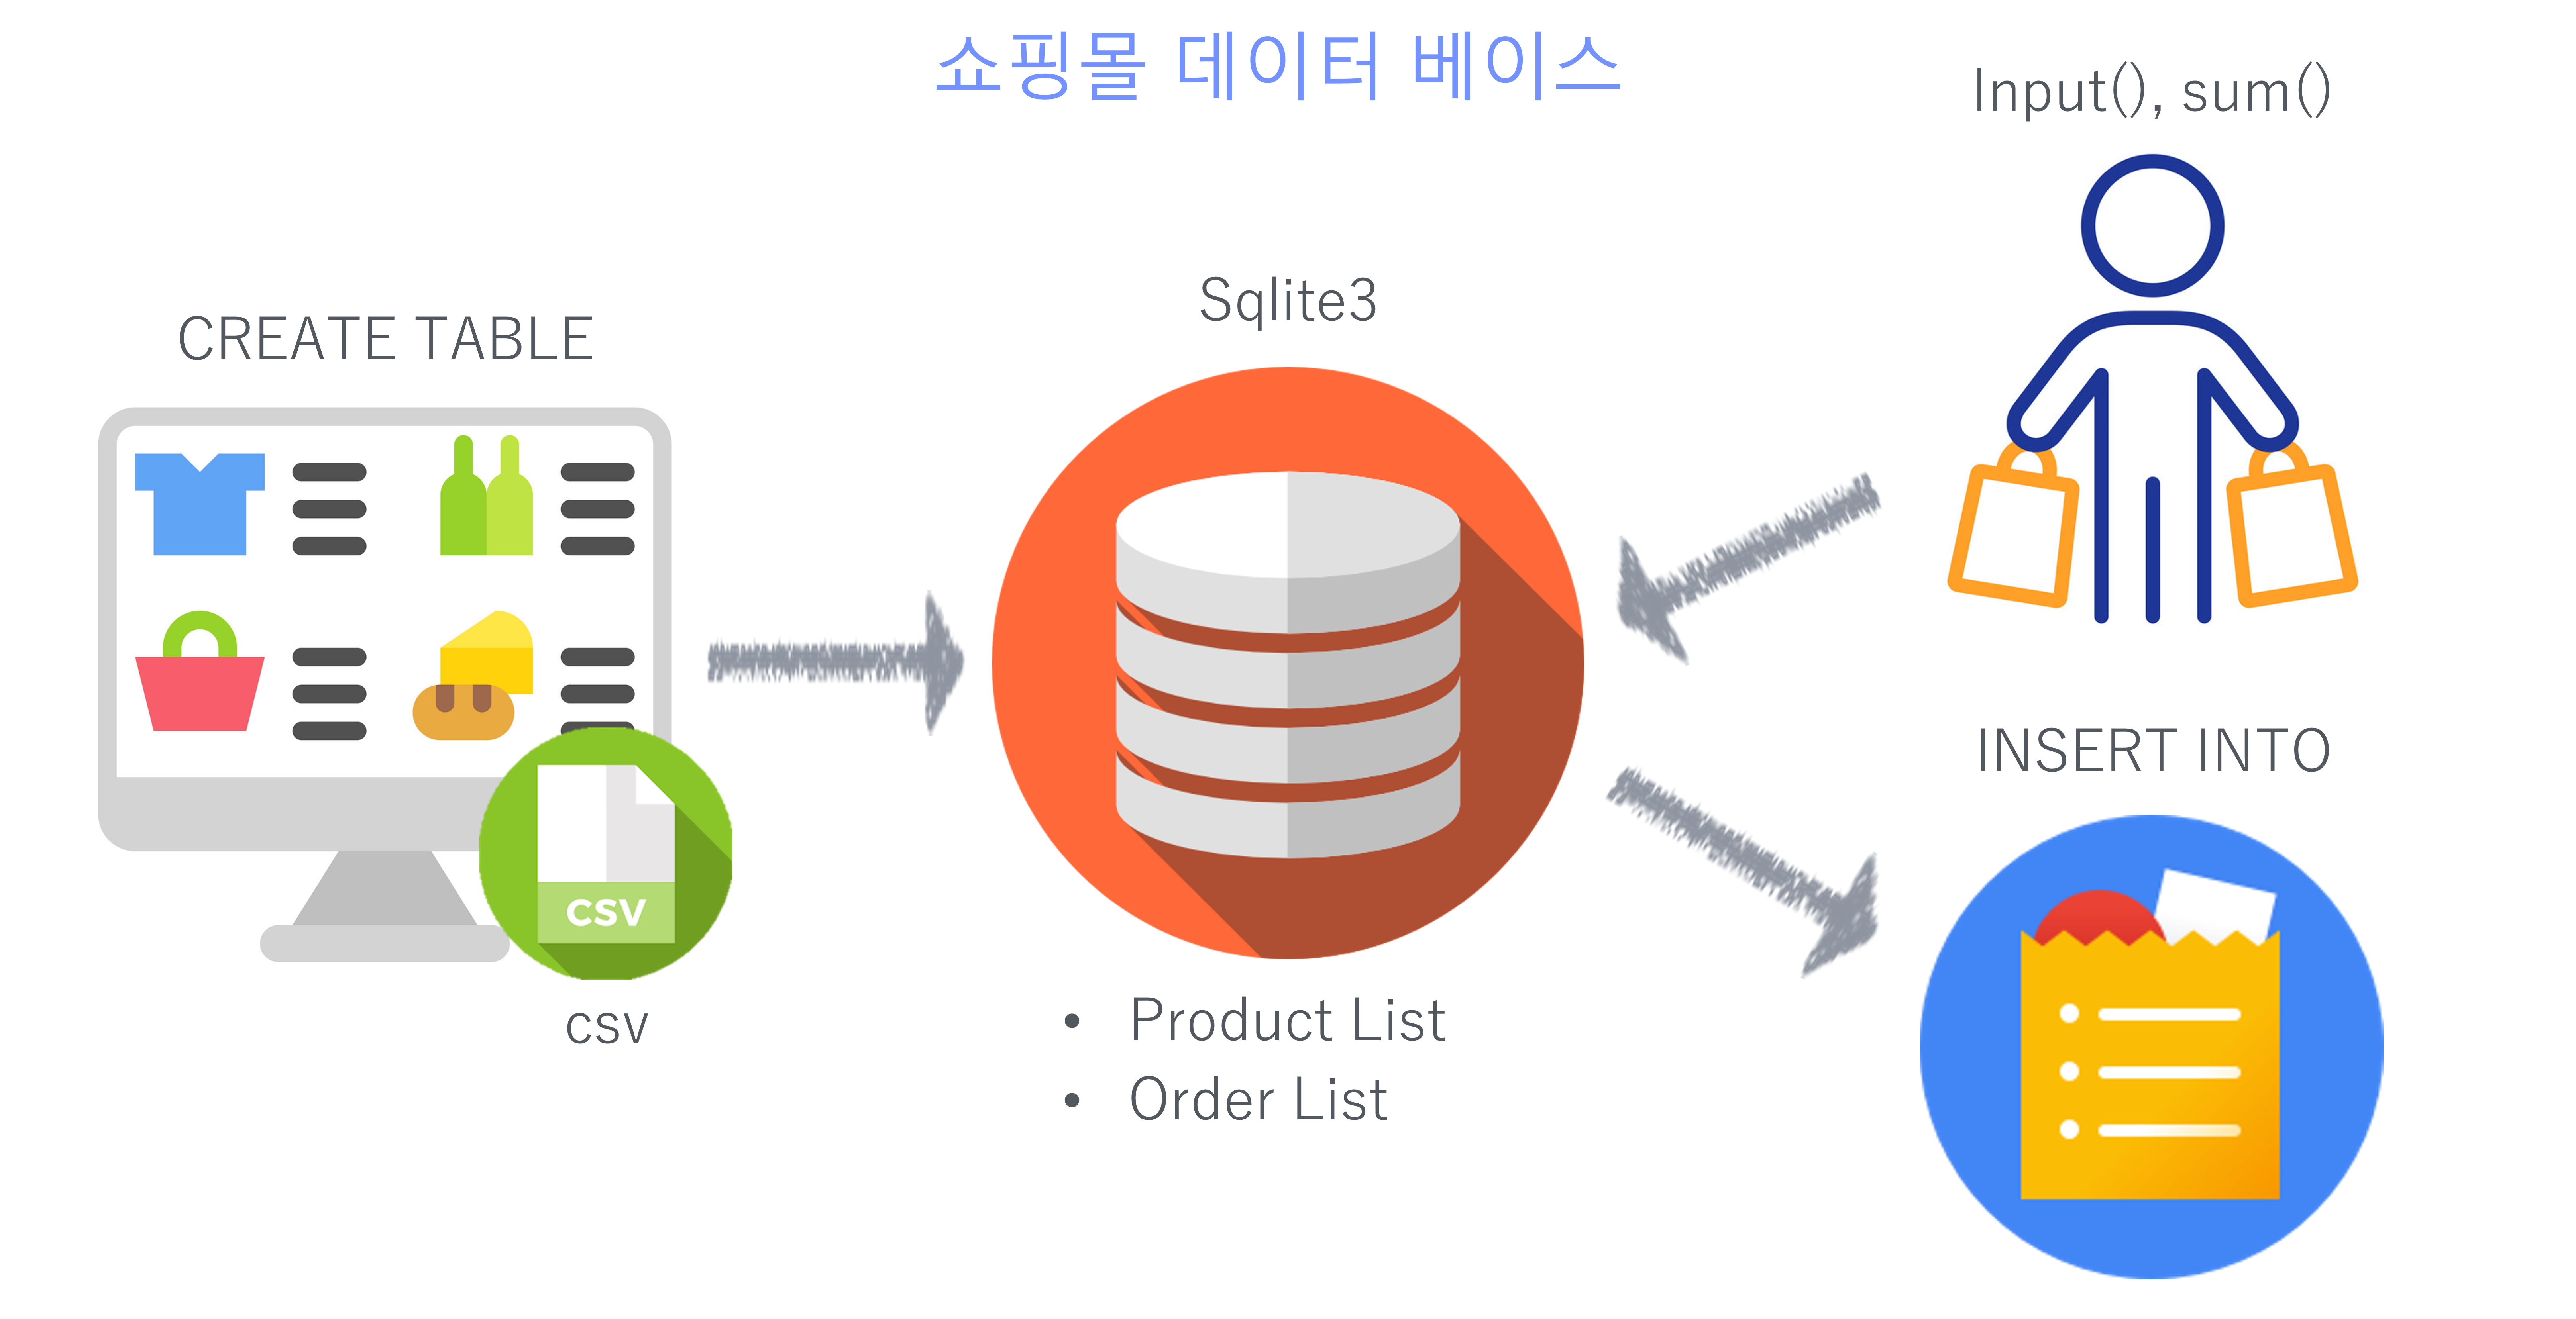 쇼핑몰 데이터 베이스
Input(), sum()
Sqlite3
CREATE TABLE
INSERT INTO
CSV
csv
• Product List
• Order List